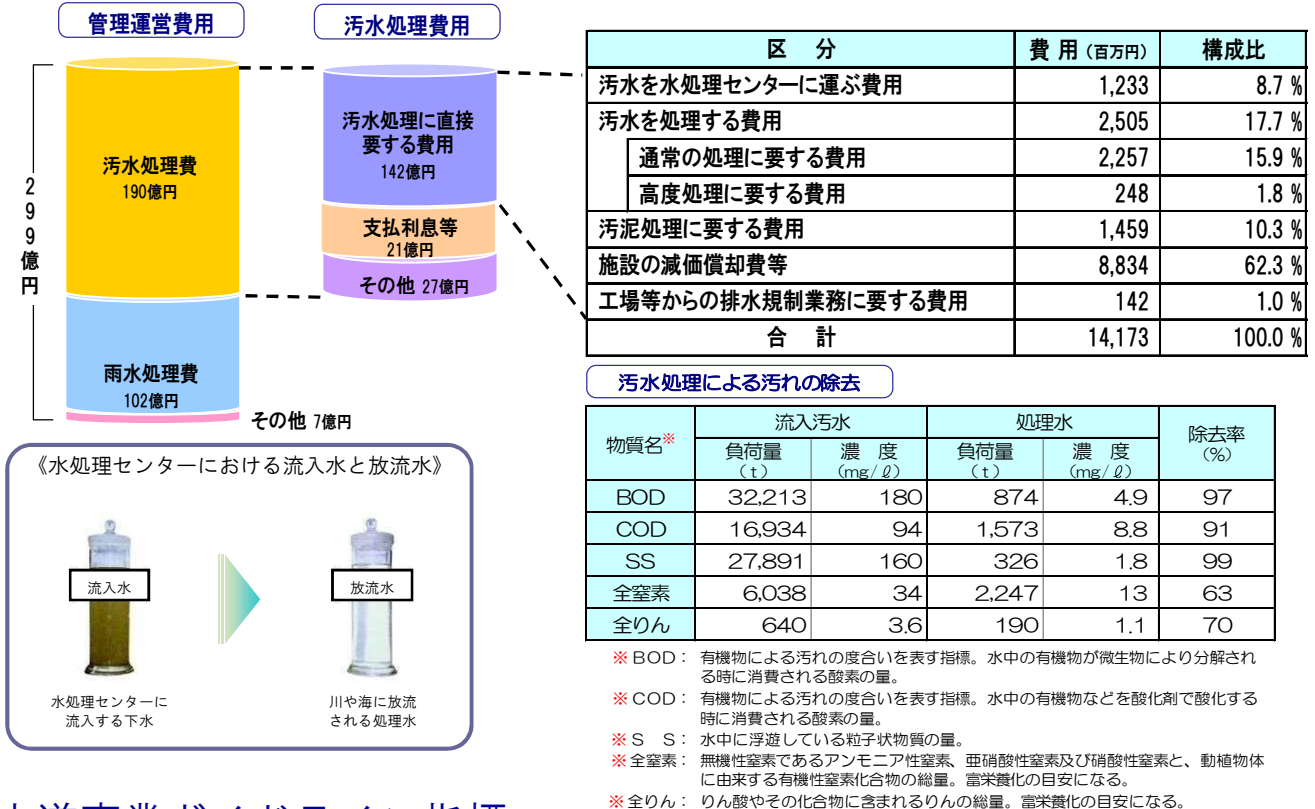 管理運営費用
汚水処理費用
299億円
汚水処理費
190億円
雨水処理費
102億円
その他 7億円
汚水処理に直接
要する費用
142億円
支払利息等
21億円
その他 27億円
区 分 費 用 (百万円) 構成比
汚水を水処理センターに運ぶ費用 1,233 8.7 %
汚水を処理する費用 2,505 17.7 %
通常の処理に要する費用 2,257 15.9 %
高度処理に要する費用 248 1.8 %
汚泥処理に要する費用 1,459 10.3 %
施設の減価償却費等 8,834 62.3 %
工場等からの排水規制業務に要する費用 142 1.0 %
合 計 14,173 100.0 %
《水処理センターにおける流入水と放流水》
流入水
放流水
水処理センターに
流入する下水
川や海に放流
される処理水
汚水処理による汚れの除去
物質名※ 流入汚水 処理水 除去率
(%)
負荷量 濃 度 負荷量 濃 度
(t) (mg/ℓ) (t) (mg/ℓ)
BOD 32,213 180 874 4.9 97
COD 16,934 94 1,573 8.8 91
SS 27,891 160 326 1.8 99
全窒素 6,038 34 2,247 13 63
全りん 640 3.6 190 1.1 70
※BOD： 有機物による汚れの度合いを表す指標。水中の有機物が微生物により分解され
る時に消費される酸素の量。
※COD： 有機物による汚れの度合いを表す指標。水中の有機物などを酸化剤で酸化する
時に消費される酸素の量。
※S S： 水中に浮遊している粒子状物質の量。
※全窒素： 無機性窒素であるアンモニア性窒素、亜硝酸性窒素及び硝酸性窒素と、動植物体
に由来する有機性窒素化合物の総量。富栄養化の目安になる。
※全りん： りん酸やその化合物に含まれるりんの総量。富栄養化の目安になる。